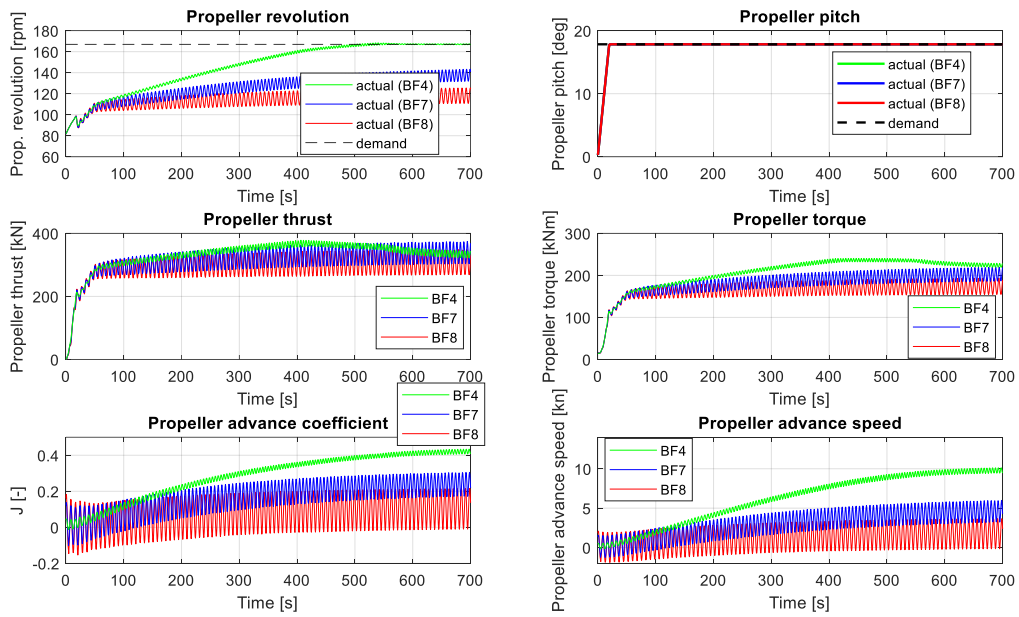 Propeller revolution
Prop. revolution [rpm]
180
160
140
120
100
80
60
actual (BF4)
actual (BF7)
actual (BF8)
demand
0 100 200 300 400 500 600 700
Time [s]
Propeller pitch
Propeller pitch [deg]
20
10
0
actual (BF4)
actual (BF7)
actual (BF8)
demand
0 100 200 300 400 500 600 700
Time [s]
Propeller thrust
Propeller thrust [kN]
400
200
0
BF4
BF7
BF8
0 100 200 300 400 500 600 700
Time [s]
Propeller torque
Propeller torque [kNm]
300
200
100
0
BF4
BF7
BF8
0 100 200 300 400 500 600 700
Time [s]
Propeller advance coefficient
J [-]
0.4
0.2
0
-0.2
BF4
BF7
BF8
0 100 200 300 400 500 600 700
Time [s]
Propeller advance speed
Propeller advance speed [kn]
10
5
0
BF4
BF7
BF8
0 100 200 300 400 500 600 700
Time [s]